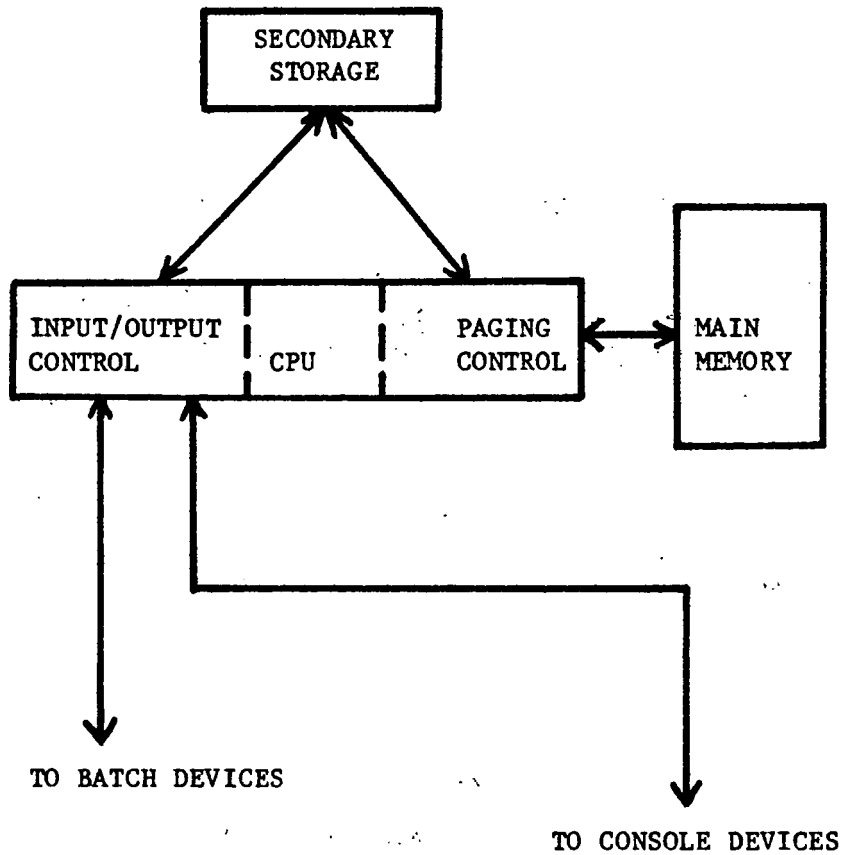 SECONDARY
STORAGE
INPUT/OUTPUT
CONTROL
CPU
PAGING
CONTROL
MAIN
MEMORY
TO BATCH DEVICES
TO CONSOLE DEVICES